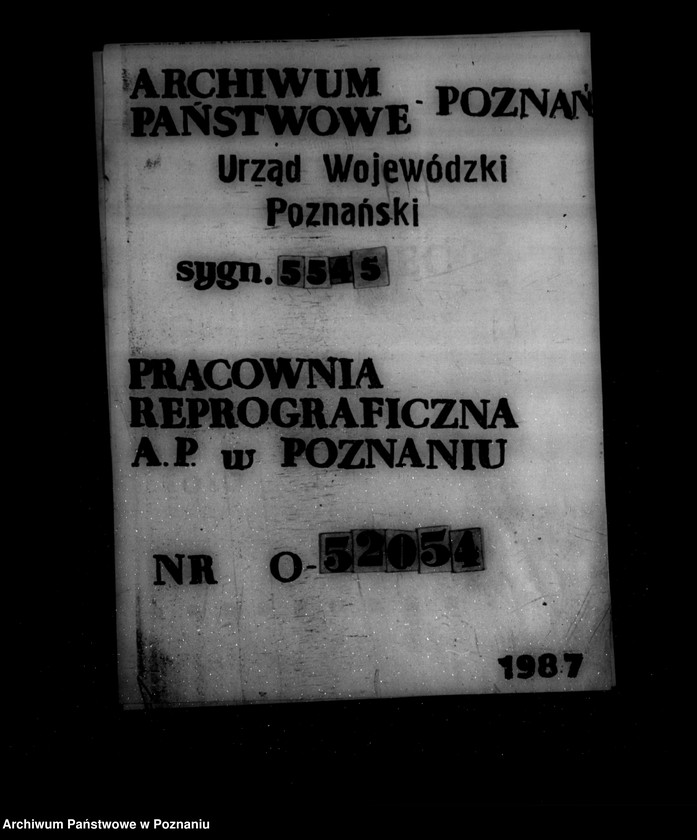 ARCHIWUM
PAŃSTWOWE - POZNAŃ
Urząd Wojewódzki
Poznański
sygn. 5545
PRACOWNIA
REPROGRAFICZNA
A.P. w POZNANIU
NR O-52054
1987
Archiwum Państwowe w Poznaniu